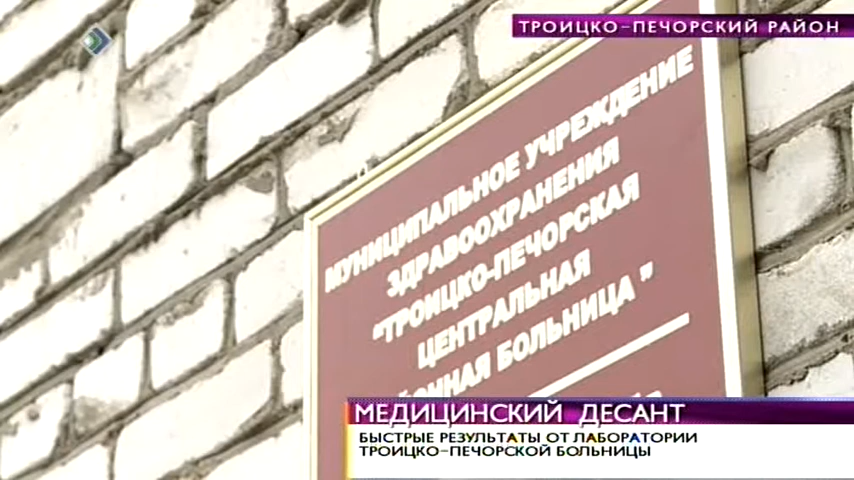 ТРОИЦКО-ПЕЧОРСКИЙ РАЙОН
МУНИЦИПАЛЬНОЕ УЧРЕЖДЕНИЕ
ЗДРАВООХРАНЕНИЯ
"ТРОИЦКО-ПЕЧОРСКАЯ
ЦЕНТРАЛЬНАЯ
БОЛЬНИЦА"
МЕДИЦИНСКИЙ ДЕСАНТ
БЫСТРЫЕ РЕЗУЛЬТАТЫ ОТ ЛАБОРАТОРИИ
ТРОИЦКО-ПЕЧОРСКОЙ БОЛЬНИЦЫ